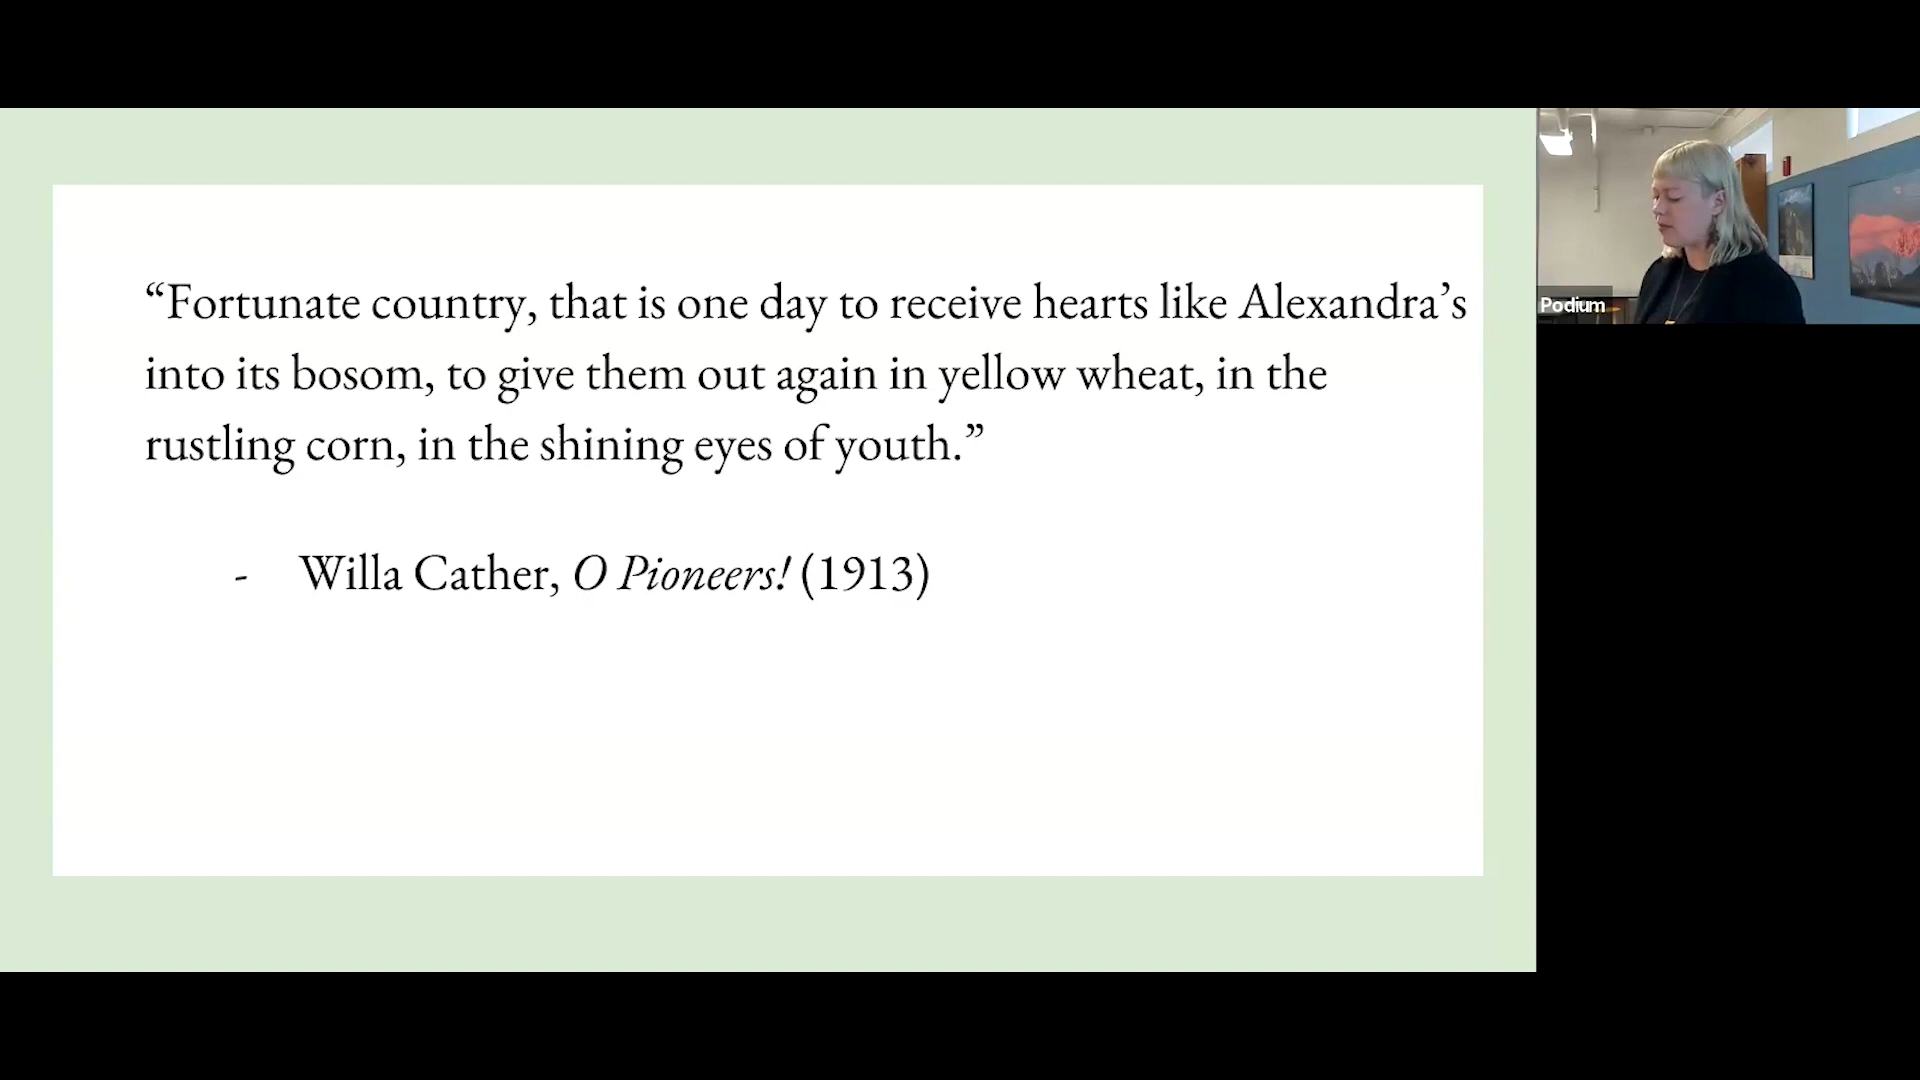 “Fortunate country, that is one day to receive hearts like Alexandra’s
into its bosom, to give them out again in yellow wheat, in the
rustling corn, in the shining eyes of youth.”
- Willa Cather, O Pioneers! (1913)
Podium